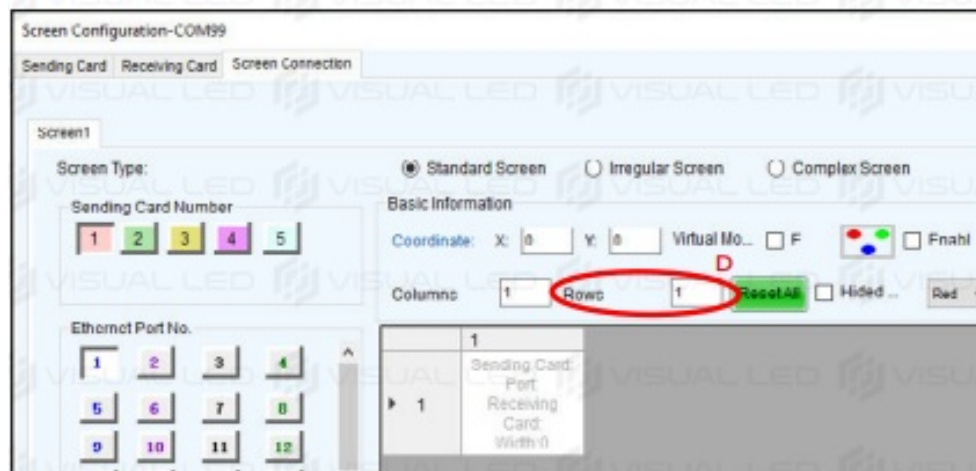 Screen Configuration-COM99
Sending Card Receiving Card Screen Connection
Screen1
Screen Type: Standard Screen Irregular Screen Complex Screen
Sending Card Number
1 2 3 4 5
Basic Information
Coordinate: X: 0 Y: 0 Virtual Mo... F Enabl
D
Columns 1 Rows 1 Reset All Hided ... Red
Ethernet Port No.
1 2 3 4
5 6 7 8
9 10 11 12
1
1
Sending Card:
Port
Receiving
Card:
Width:0
VISUAL LED